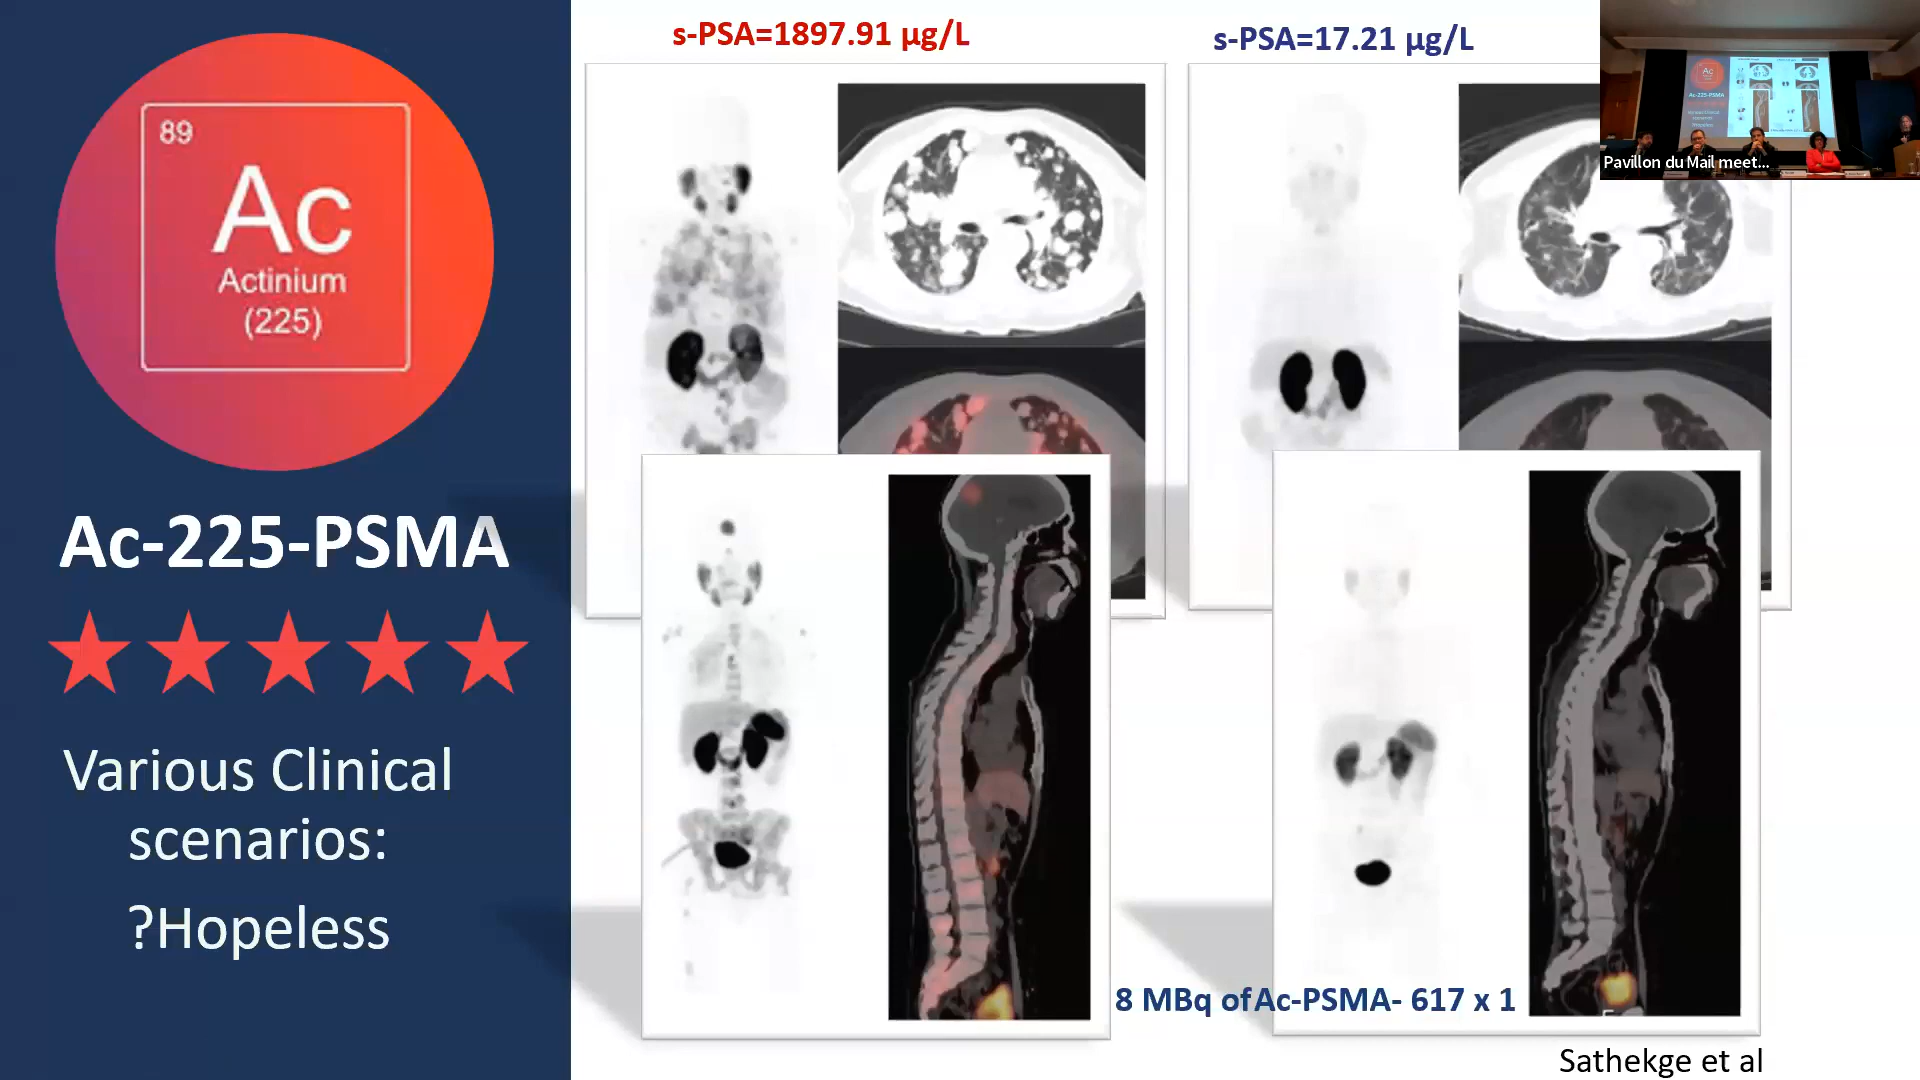 89
Ac
Actinium
(225)
Ac-225-PSMA
Various Clinical
scenarios:
?Hopeless
s-PSA=1897.91 µg/L
s-PSA=17.21 µg/L
Pavillon du Mail meet...
8 MBq of Ac-PSMA- 617 x 1
Sathekge et al